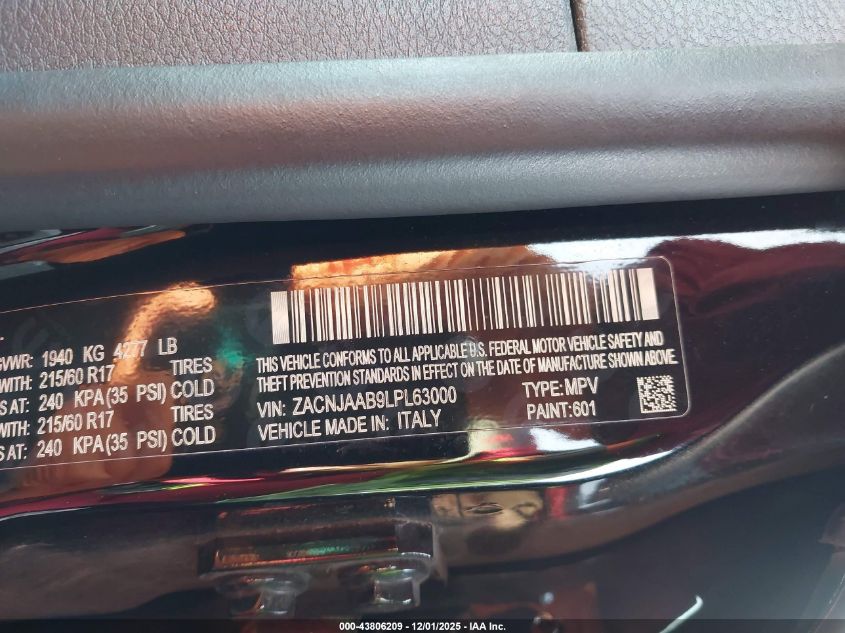 GVWR: 1940 KG 4277 LB
WITH: 215/60 R17 TIRES
S AT: 240 KPA(35 PSI) COLD
WITH: 215/60 R17 TIRES
S AT: 240 KPA(35 PSI) COLD
THIS VEHICLE CONFORMS TO ALL APPLICABLE U.S. FEDERAL MOTOR VEHICLE SAFETY AND
THEFT PREVENTION STANDARDS IN EFFECT ON THE DATE OF MANUFACTURE SHOWN ABOVE.
VIN: ZACNJAAB9LPL63000 TYPE: MPV
VEHICLE MADE IN: ITALY PAINT: 601
000-43806209 - 12/01/2025 - IAA Inc.